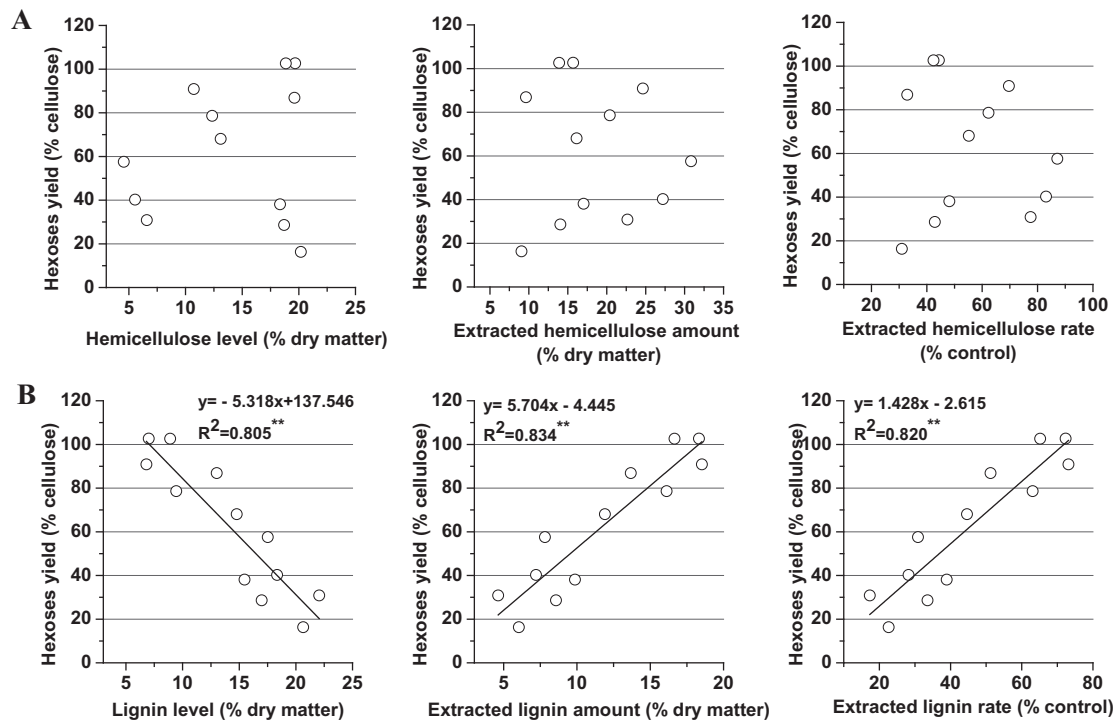 A
Hexoses yield (% cellulose)
120
100
80
60
40
20
0
5 10 15 20 25
Hemicellulose level (% dry matter)
Hexoses yield (% cellulose)
120
100
80
60
40
20
0
5 10 15 20 25 30 35
Extracted hemicellulose amount
(% dry matter)
Hexoses yield (% cellulose)
120
100
80
60
40
20
0
20 40 60 80 100
Extracted hemicellulose rate
(% control)
B
Hexoses yield (% cellulose)
120
100
80
60
40
20
0
y= - 5.318x+137.546
R²=0.805**
5 10 15 20 25
Lignin level (% dry matter)
Hexoses yield (% cellulose)
120
100
80
60
40
20
0
y= 5.704x - 4.445
R²=0.834**
5 10 15 20
Extracted lignin amount (% dry matter)
Hexoses yield (% cellulose)
120
100
80
60
40
20
0
y= 1.428x - 2.615
R²=0.820**
20 40 60 80
Extracted lignin rate (% control)